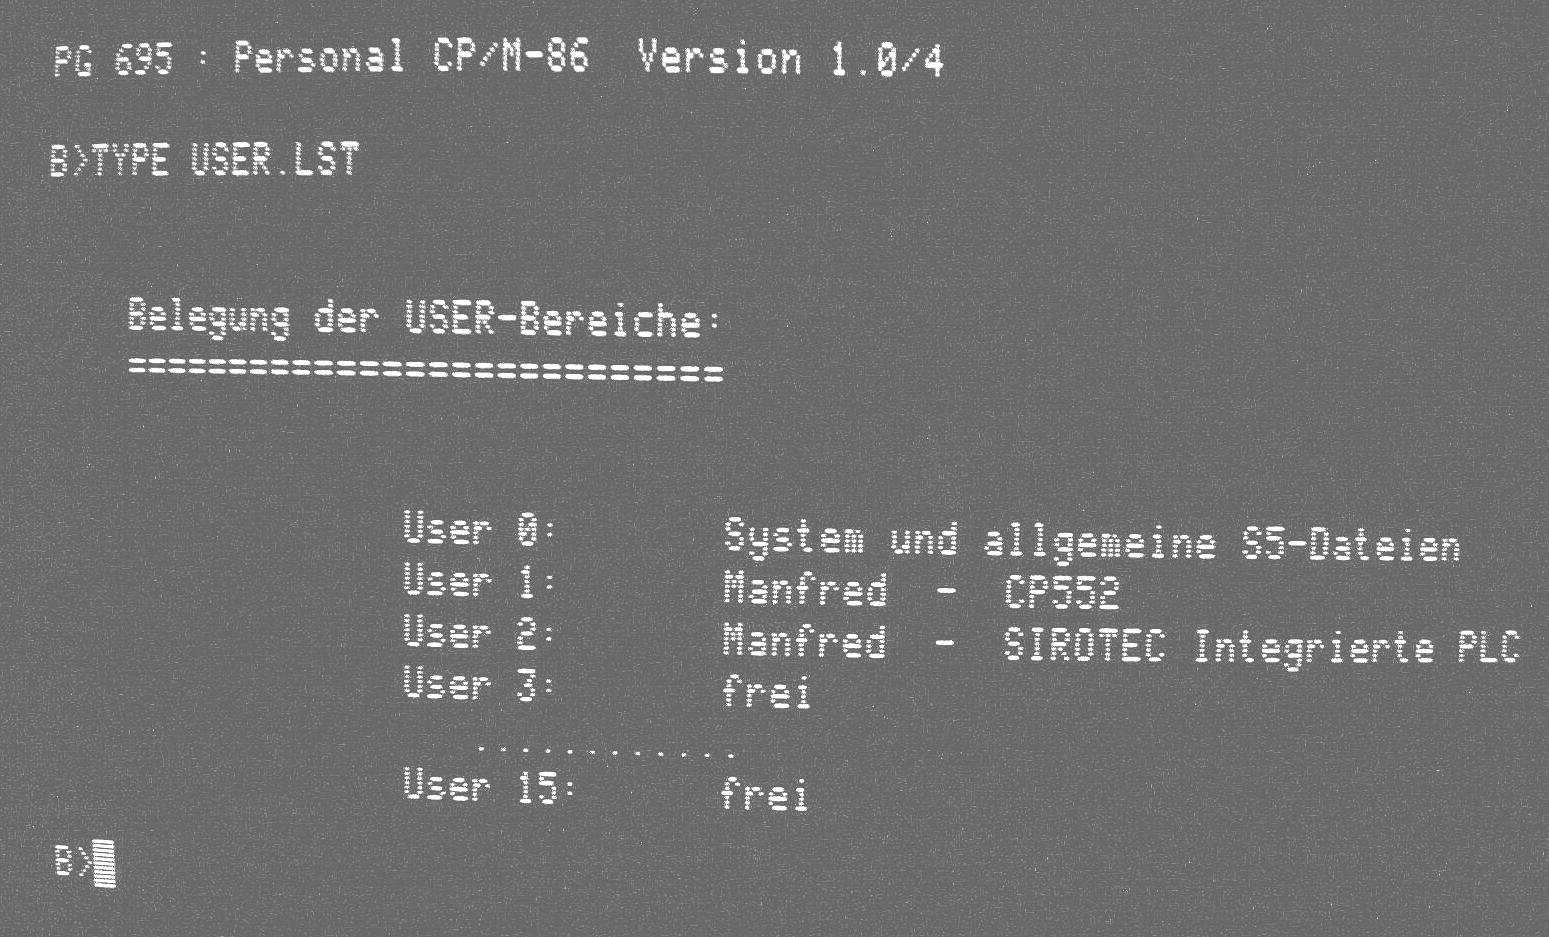 PG 695 : Personal CP/M-86  Version 1.0/4
B>TYPE USER.LST
Belegung der USER-Bereiche:
===========================
User 0:        System und allgemeine S5-Dateien
User 1:        Manfred  -  CP552
User 2:        Manfred  -  SIROTEC Integrierte PLC
User 3:        frei
. . . . . . . . . . . .
User 15:       frei
B>